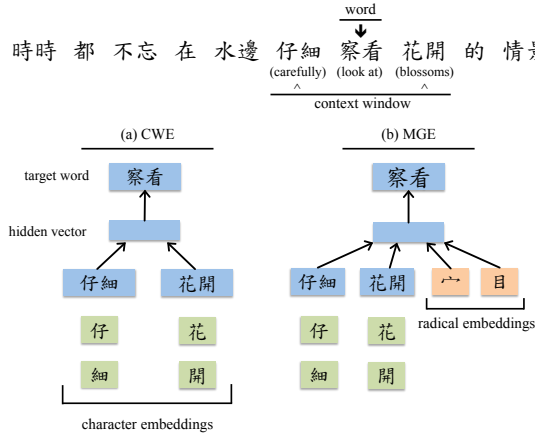 word
時時 都 不忘 在 水邊 仔細 察看 花開 的 情景
(carefully) (look at) (blossoms)
context window
(a) CWE (b) MGE
target word 察看 察看
hidden vector
仔細 花開 仔細 花開 宀 目
radical embeddings
仔 花 仔 花
細 開 細 開
character embeddings